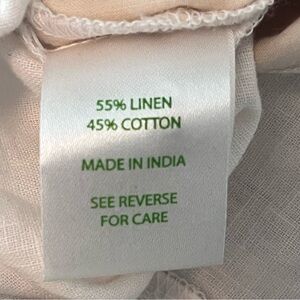 55% LINEN
45% COTTON
MADE IN INDIA
SEE REVERSE
FOR CARE